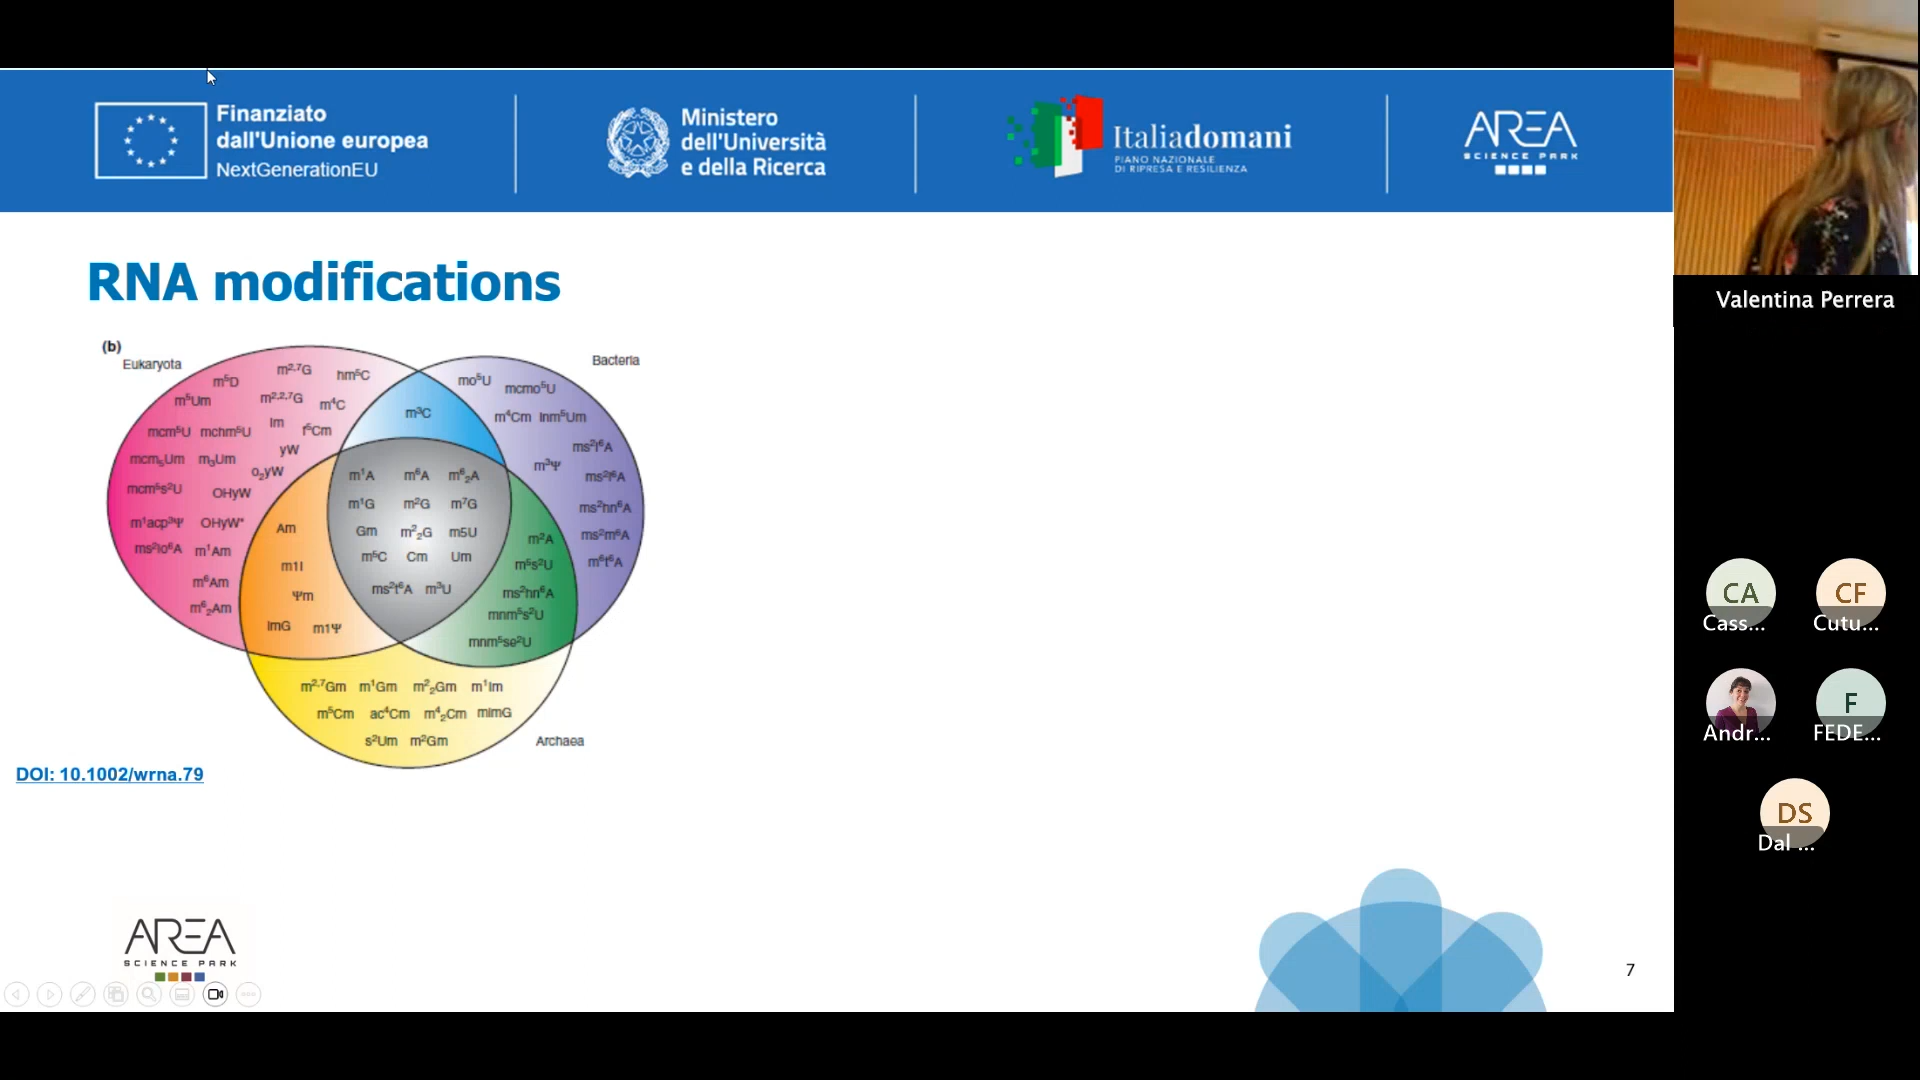 Finanziato
dall'Unione europea
NextGenerationEU
Ministero
dell'Università
e della Ricerca
Italiadomani
PIANO NAZIONALE
DI RIPRESA E RESILIENZA
AREA
SCIENCE PARK
RNA modifications
(b)
Eukaryota
Bacteria
m⁵D m²,⁷G hm⁵C
m⁵Um m²,²,⁷G m⁴C
Im f⁵Cm
mcm⁵U mchm⁵U
yW
mcm₅Um m₃Um
o₂yW
mcm⁵s²U OHyW
m¹acp³Ψ OHyW*
ms²io⁶A m¹Am
m⁶Am
m⁶₂Am
m³C
mo⁵U mcmo⁵U
m⁴Cm Inm⁵Um
m³Ψ
ms²hn⁶A
ms²m⁶A
m⁶t⁶A
m¹A m⁶A m⁶₂A
m¹G m²G m⁷G
Gm m²₂G m5U
m⁵C Cm Um
ms²t⁶A m³U
Am
m1I
Ψm
ImG m1Ψ
m²A
m⁵s²U
ms²hn⁶A
mnm⁵s²U
mnm⁵se²U
m²,⁷Gm m¹Gm m²₂Gm m¹Im
m⁵Cm ac⁴Cm m⁴₂Cm mImG
s²Um m²Gm
Archaea
DOI: 10.1002/wrna.79
AREA
SCIENCE PARK
7
Valentina Perrera
CA
Cass...
CF
Cutu...
Andr...
F
FEDE...
DS
Dal ...